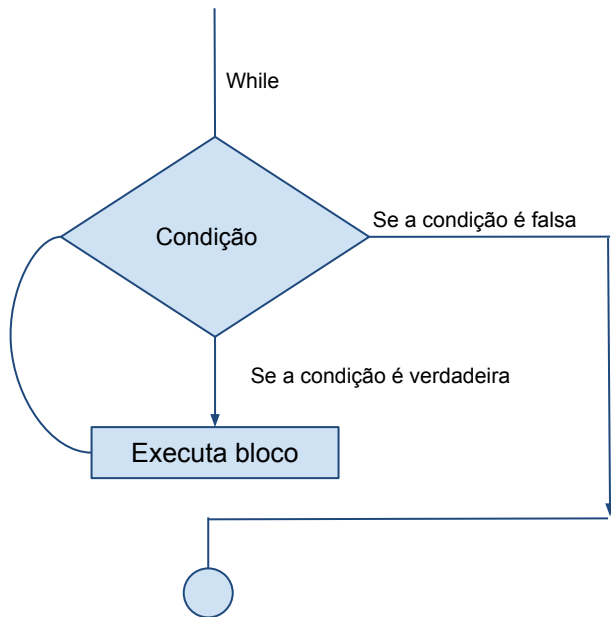 While
Condição
Se a condição é falsa
Se a condição é verdadeira
Executa bloco